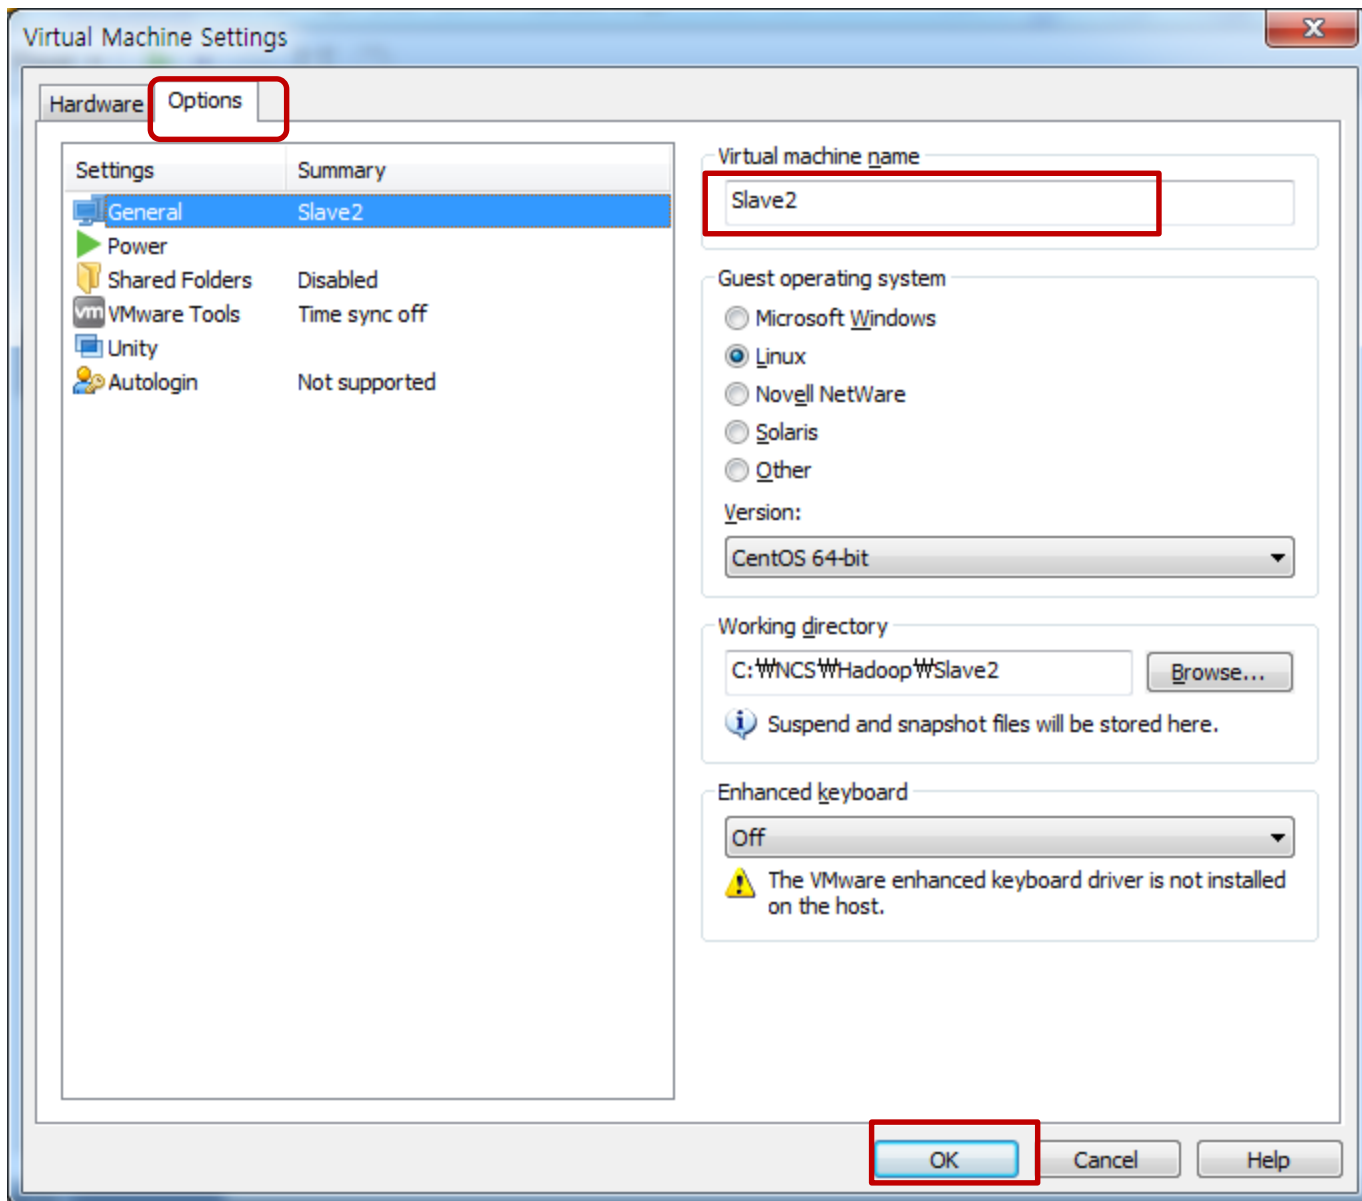 Virtual Machine Settings
Hardware Options
Settings Summary
General Slave2
Power
Shared Folders Disabled
VMware Tools Time sync off
Unity
Autologin Not supported
Virtual machine name
Slave2
Guest operating system
Microsoft Windows
Linux
Novell NetWare
Solaris
Other
Version:
CentOS 64-bit
Working directory
C:₩NCS₩Hadoop₩Slave2
Browse...
Suspend and snapshot files will be stored here.
Enhanced keyboard
Off
The VMware enhanced keyboard driver is not installed
on the host.
OK Cancel Help